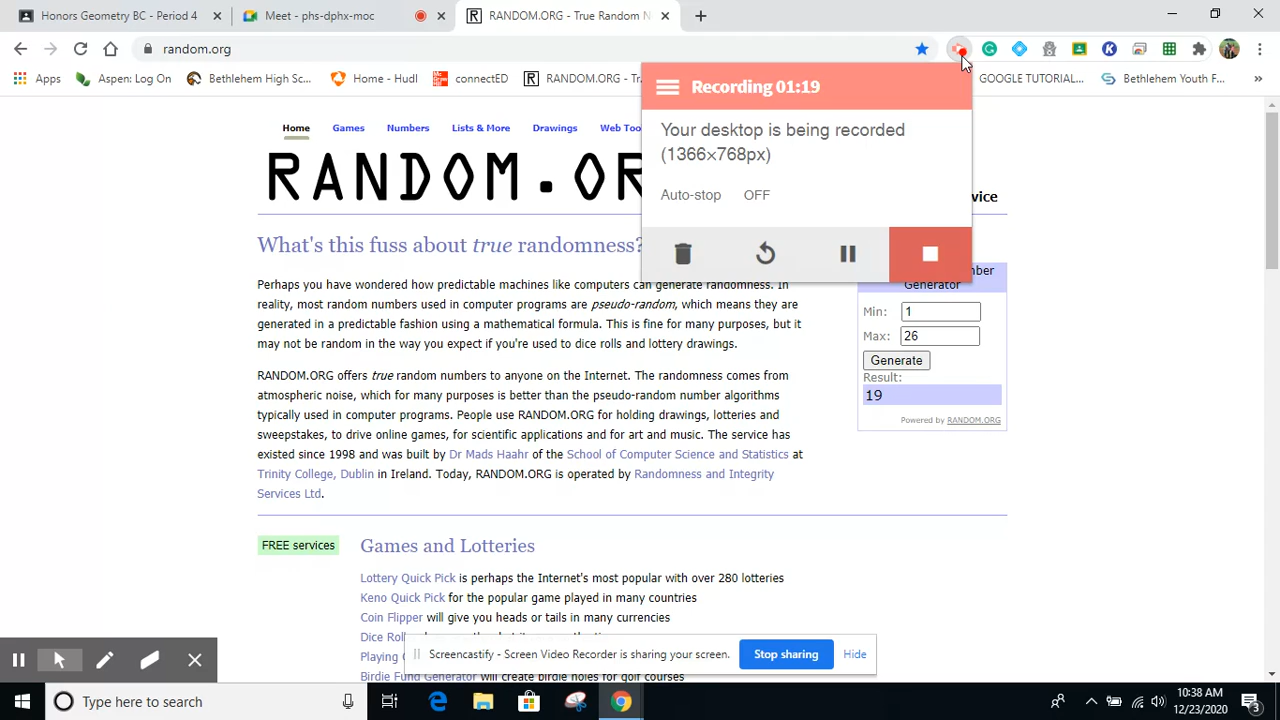 Honors Geometry BC - Period 4
Meet - phs-dphx-moc
RANDOM.ORG - True Random N
random.org
Apps
Aspen: Log On
Bethlehem High Sc...
Home - Hudl
connectED
RANDOM.ORG - Tr
GOOGLE TUTORIAL...
Bethlehem Youth F...
Recording 01:19
Your desktop is being recorded
(1366×768px)
Auto-stop OFF
Home Games Numbers Lists & More Drawings Web Too
RANDOM.OR
vice
What's this fuss about true randomness?
Perhaps you have wondered how predictable machines like computers can generate randomness. In
reality, most random numbers used in computer programs are pseudo-random, which means they are
generated in a predictable fashion using a mathematical formula. This is fine for many purposes, but it
may not be random in the way you expect if you're used to dice rolls and lottery drawings.
RANDOM.ORG offers true random numbers to anyone on the Internet. The randomness comes from
atmospheric noise, which for many purposes is better than the pseudo-random number algorithms
typically used in computer programs. People use RANDOM.ORG for holding drawings, lotteries and
sweepstakes, to drive online games, for scientific applications and for art and music. The service has
existed since 1998 and was built by Dr Mads Haahr of the School of Computer Science and Statistics at
Trinity College, Dublin in Ireland. Today, RANDOM.ORG is operated by Randomness and Integrity
Services Ltd.
mber
Generator
Min: 1
Max: 26
Generate
Result:
19
Powered by RANDOM.ORG
FREE services
Games and Lotteries
Lottery Quick Pick is perhaps the Internet's most popular with over 280 lotteries
Keno Quick Pick for the popular game played in many countries
Coin Flipper will give you heads or tails in many currencies
Dice Roll
Playing C
Birdie Fund Generator will create birdie holes for golf courses
Screencastify - Screen Video Recorder is sharing your screen.
Stop sharing
Hide
Type here to search
10:38 AM
12/23/2020
3